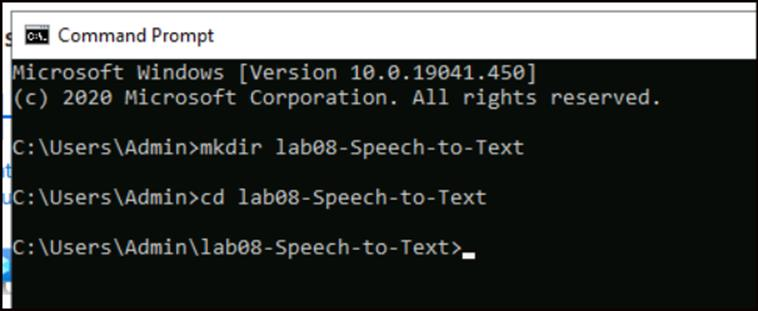 Command Prompt
Microsoft Windows [Version 10.0.19041.450]
(c) 2020 Microsoft Corporation. All rights reserved.
C:\Users\Admin>mkdir lab08-Speech-to-Text
C:\Users\Admin>cd lab08-Speech-to-Text
C:\Users\Admin\lab08-Speech-to-Text>